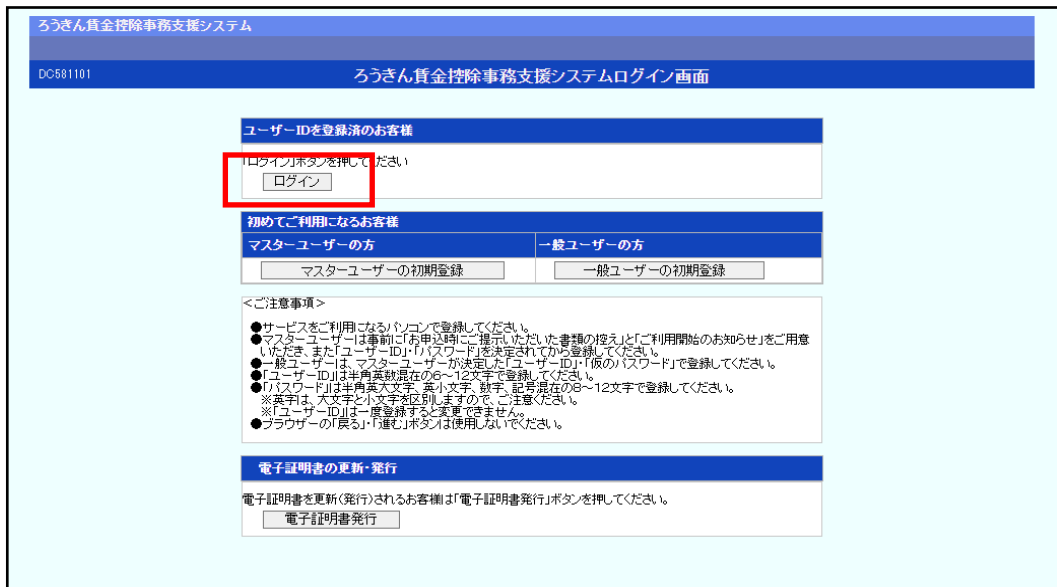 ろうきん賃金控除事務支援システム
DC581101
ろうきん賃金控除事務支援システムログイン画面
ユーザーIDを登録済のお客様
「ログイン」ボタンを押してください
ログイン
初めてご利用になるお客様
マスターユーザーの方
一般ユーザーの方
マスターユーザーの初期登録
一般ユーザーの初期登録
<ご注意事項>
●サービスをご利用になるパソコンで登録してください。
●マスターユーザーは事前に「お申込時にご提示いただいた書類の控え」と「ご利用開始のお知らせ」をご用意
いただき、また「ユーザーID」・「パスワード」を決定されてから登録してください。
●一般ユーザーは、マスターユーザーが決定した「ユーザーID」・「仮のパスワード」で登録してください。
●「ユーザーID」は半角英数混在の6～12文字で登録してください。
●「パスワード」は半角英大文字、英小文字、数字、記号混在の8～12文字で登録してください。
※英字は、大文字と小文字を区別しますので、ご注意ください。
※「ユーザーID」は一度登録すると変更できません。
●ブラウザーの「戻る」・「進む」ボタンは使用しないでください。
電子証明書の更新・発行
電子証明書を更新(発行)されるお客様は「電子証明書発行」ボタンを押してください。
電子証明書発行